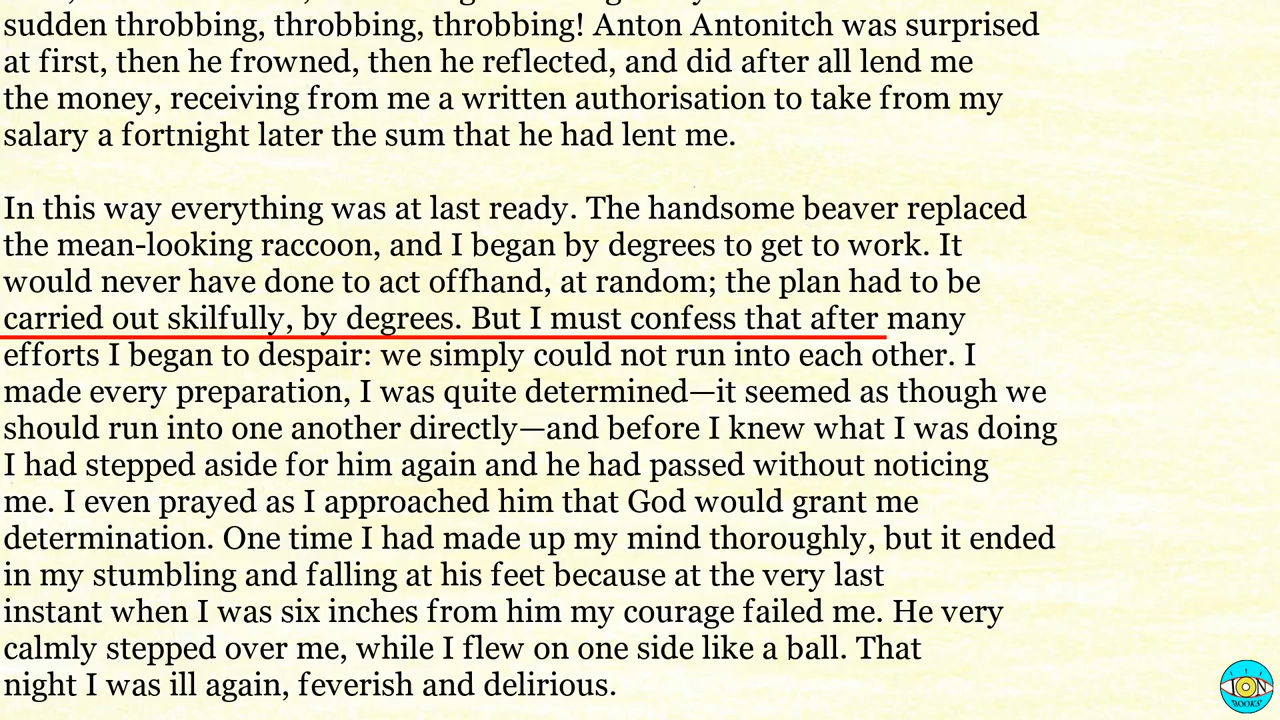 sudden throbbing, throbbing, throbbing! Anton Antonitch was surprised
at first, then he frowned, then he reflected, and did after all lend me
the money, receiving from me a written authorisation to take from my
salary a fortnight later the sum that he had lent me.
In this way everything was at last ready. The handsome beaver replaced
the mean-looking raccoon, and I began by degrees to get to work. It
would never have done to act offhand, at random; the plan had to be
carried out skilfully, by degrees. But I must confess that after many
efforts I began to despair: we simply could not run into each other. I
made every preparation, I was quite determined—it seemed as though we
should run into one another directly—and before I knew what I was doing
I had stepped aside for him again and he had passed without noticing
me. I even prayed as I approached him that God would grant me
determination. One time I had made up my mind thoroughly, but it ended
in my stumbling and falling at his feet because at the very last
instant when I was six inches from him my courage failed me. He very
calmly stepped over me, while I flew on one side like a ball. That
night I was ill again, feverish and delirious.
ION
BOOKS